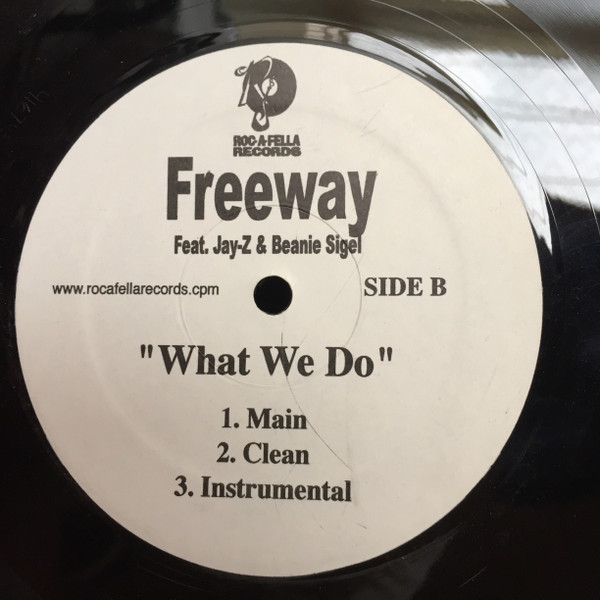 ROC-A-FELLA
RECORDS
Freeway
Feat. Jay-Z & Beanie Sigel
www.rocafellarecords.cpm
SIDE B
"What We Do"
1. Main
2. Clean
3. Instrumental